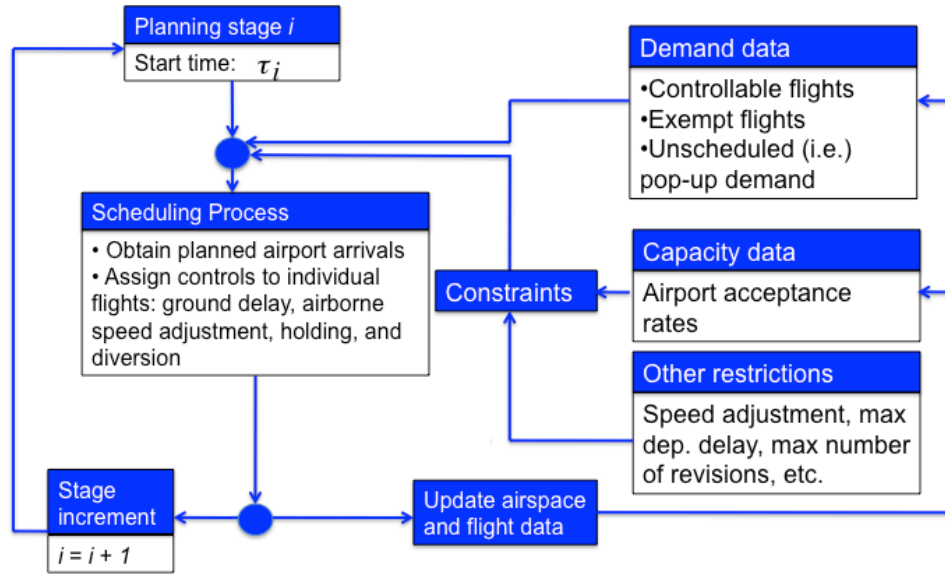 Planning stage i
Start time: τi
Demand data
•Controllable flights
•Exempt flights
•Unscheduled (i.e.)
pop-up demand
Scheduling Process
• Obtain planned airport arrivals
• Assign controls to individual
flights: ground delay, airborne
speed adjustment, holding, and
diversion
Constraints
Capacity data
Airport acceptance
rates
Other restrictions
Speed adjustment, max
dep. delay, max number
of revisions, etc.
Stage
increment
i = i + 1
Update airspace
and flight data